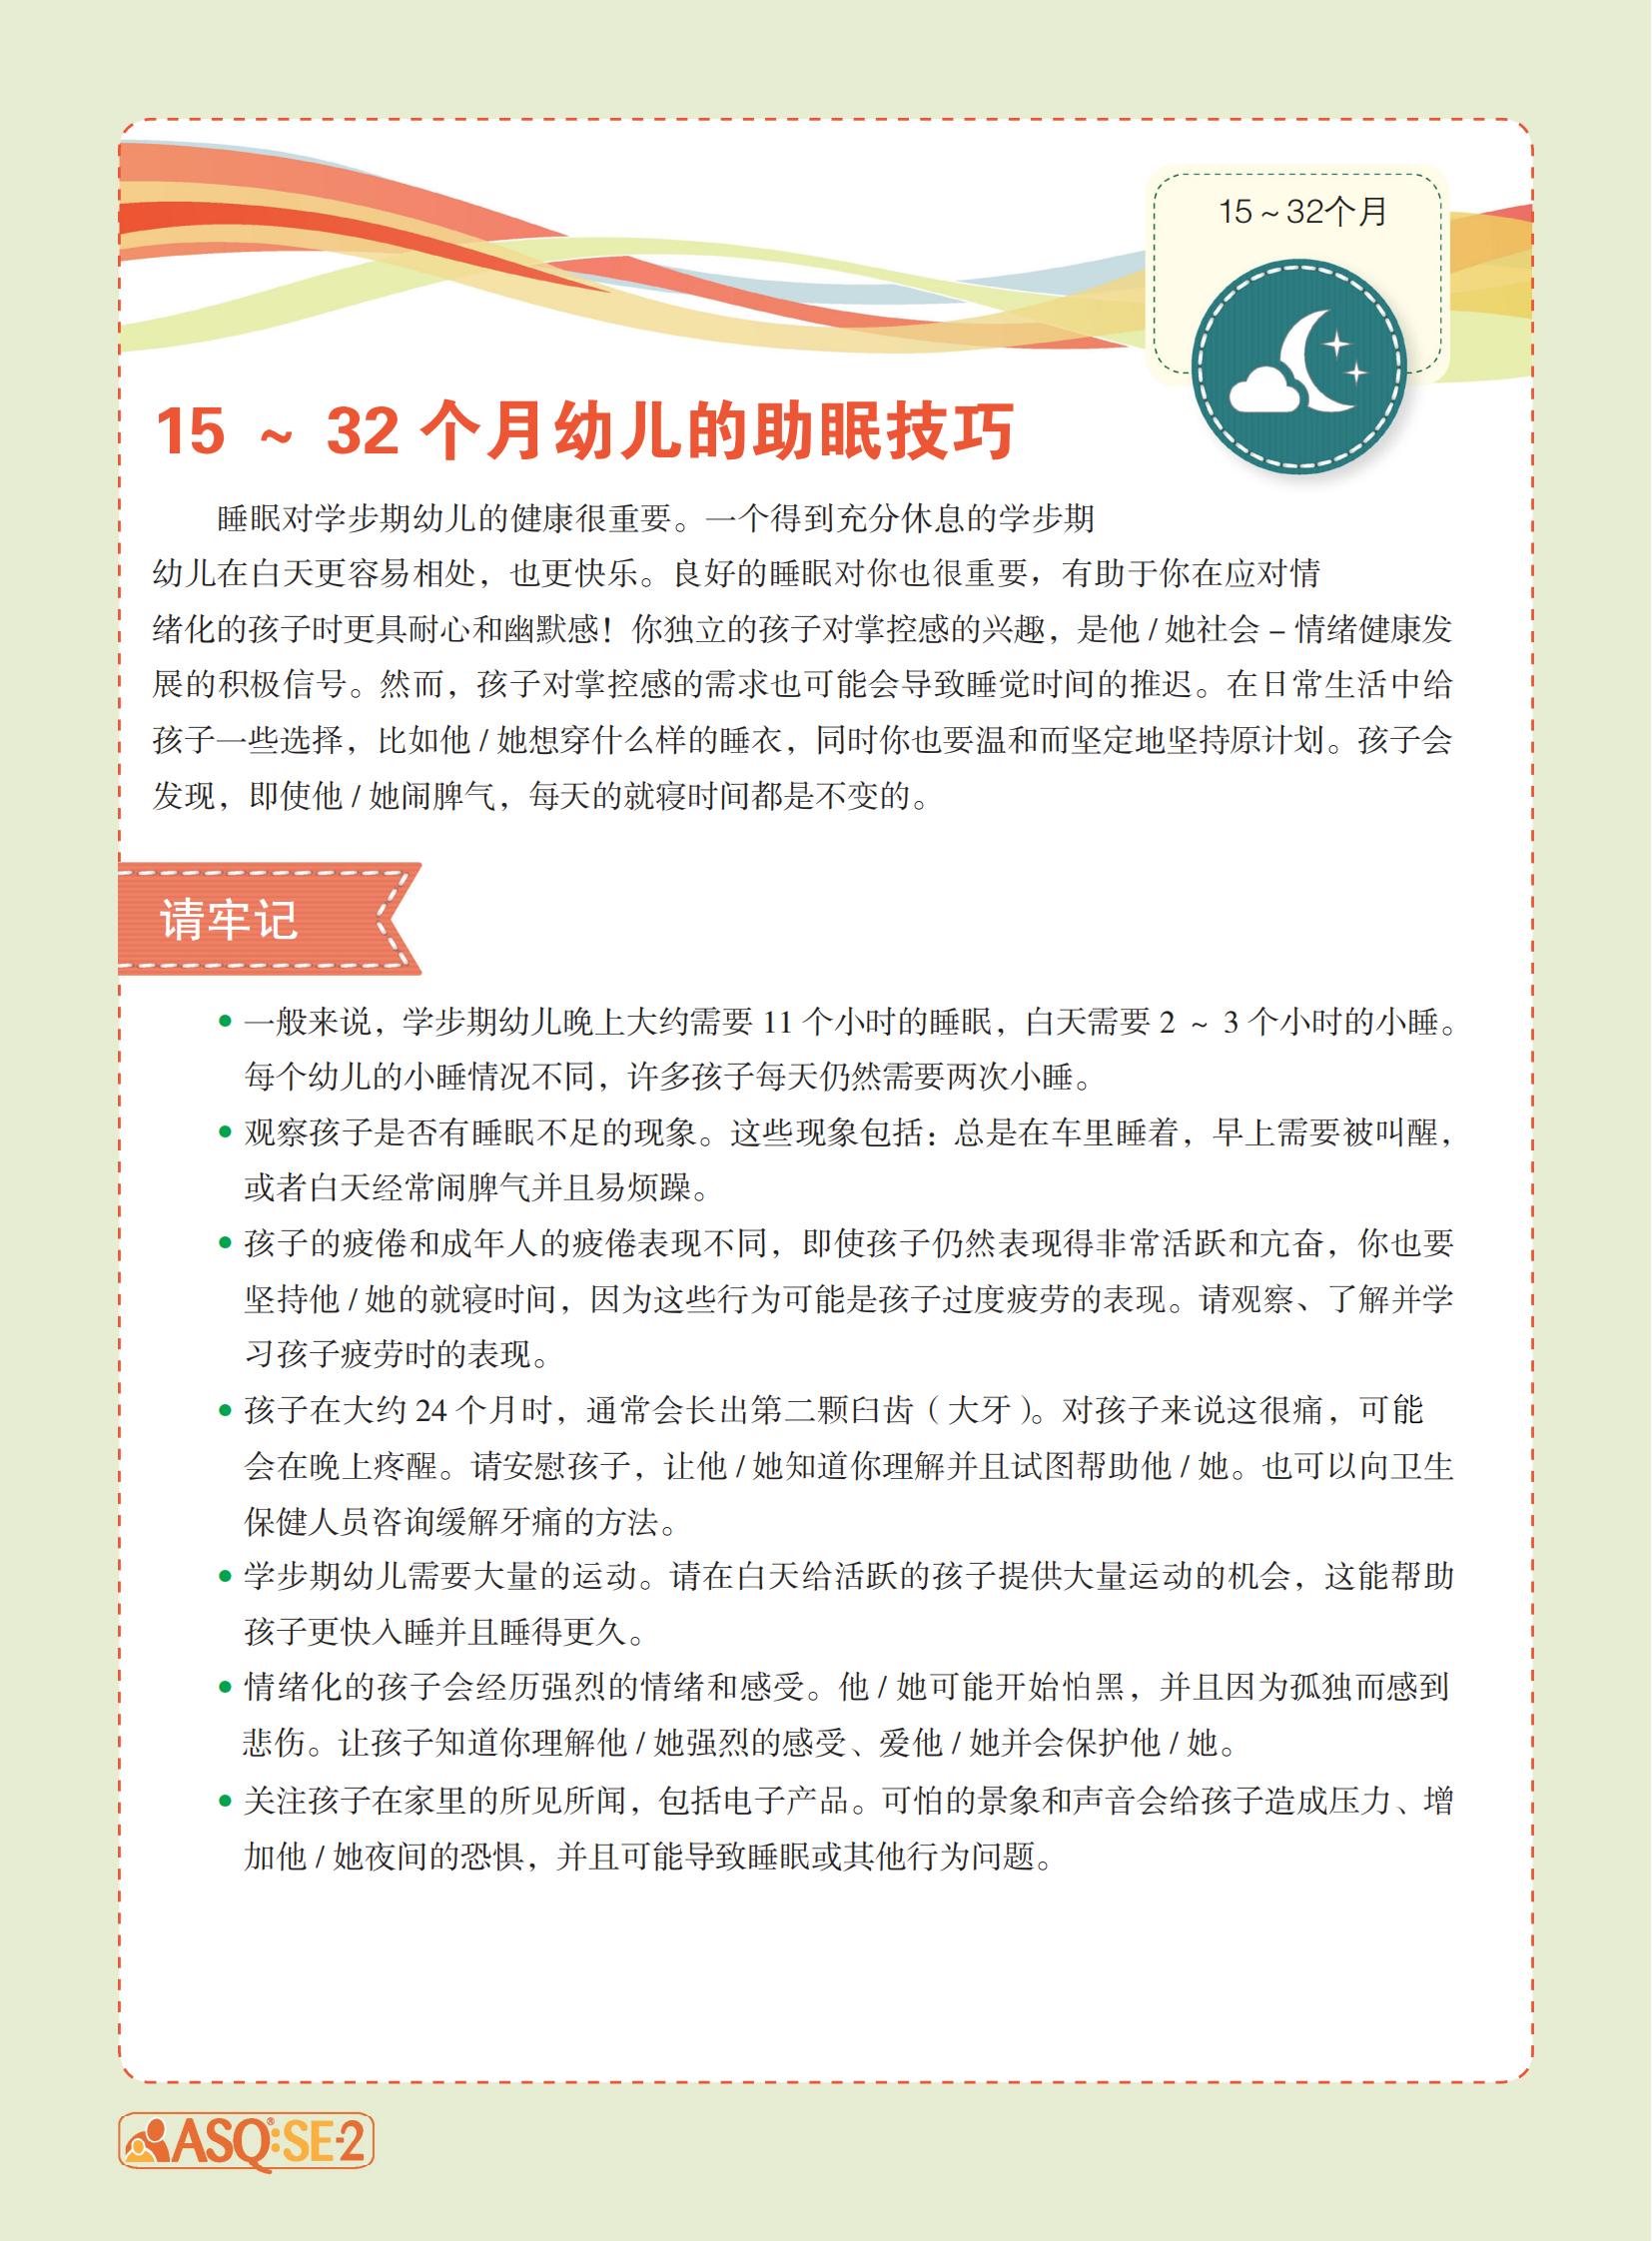 15～32个月
15 ～ 32 个月幼儿的助眠技巧
睡眠对学步期幼儿的健康很重要。一个得到充分休息的学步期
幼儿在白天更容易相处，也更快乐。良好的睡眠对你也很重要，有助于你在应对情
绪化的孩子时更具耐心和幽默感！你独立的孩子对掌控感的兴趣，是他 / 她社会 – 情绪健康发
展的积极信号。然而，孩子对掌控感的需求也可能会导致睡觉时间的推迟。在日常生活中给
孩子一些选择，比如他 / 她想穿什么样的睡衣，同时你也要温和而坚定地坚持原计划。孩子会
发现，即使他 / 她闹脾气，每天的就寝时间都是不变的。
请牢记
● 一般来说，学步期幼儿晚上大约需要 11 个小时的睡眠，白天需要 2 ～ 3 个小时的小睡。
每个幼儿的小睡情况不同，许多孩子每天仍然需要两次小睡。
● 观察孩子是否有睡眠不足的现象。这些现象包括：总是在车里睡着，早上需要被叫醒，
或者白天经常闹脾气并且易烦躁。
● 孩子的疲倦和成年人的疲倦表现不同，即使孩子仍然表现得非常活跃和亢奋，你也要
坚持他 / 她的就寝时间，因为这些行为可能是孩子过度疲劳的表现。请观察、了解并学
习孩子疲劳时的表现。
● 孩子在大约 24 个月时，通常会长出第二颗臼齿（大牙）。对孩子来说这很痛，可能
会在晚上疼醒。请安慰孩子，让他 / 她知道你理解并且试图帮助他 / 她。也可以向卫生
保健人员咨询缓解牙痛的方法。
● 学步期幼儿需要大量的运动。请在白天给活跃的孩子提供大量运动的机会，这能帮助
孩子更快入睡并且睡得更久。
● 情绪化的孩子会经历强烈的情绪和感受。他 / 她可能开始怕黑，并且因为孤独而感到
悲伤。让孩子知道你理解他 / 她强烈的感受、爱他 / 她并会保护他 / 她。
● 关注孩子在家里的所见所闻，包括电子产品。可怕的景象和声音会给孩子造成压力、增
加他 / 她夜间的恐惧，并且可能导致睡眠或其他行为问题。
ASQ®:SE-2